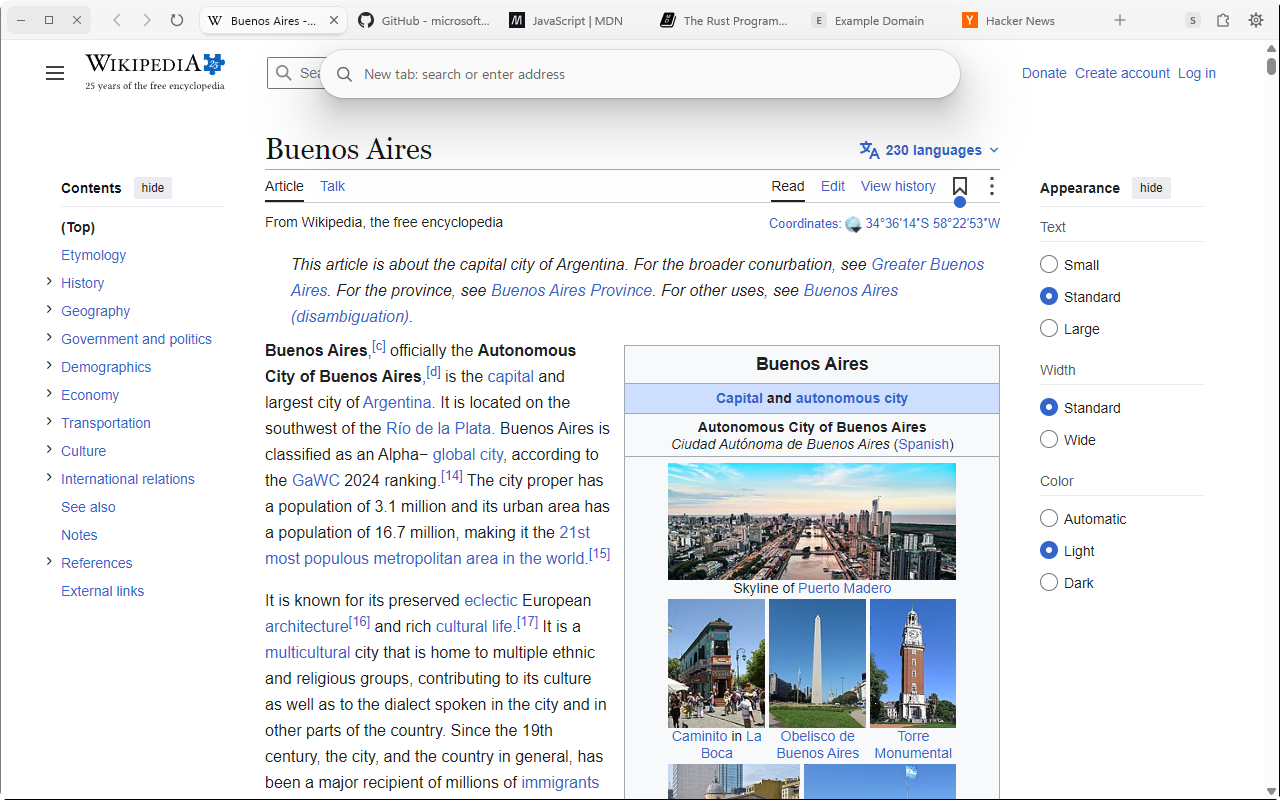 Buenos Aires -...
GitHub - microsoft...
JavaScript | MDN
The Rust Program...
E
Example Domain
Y
Hacker News
S
WIKIPEDIA 25
25 years of the free encyclopedia
Sea
New tab: search or enter address
Donate
Create account
Log in
Buenos Aires
230 languages
Article
Talk
Read
Edit
View history
From Wikipedia, the free encyclopedia
Coordinates: 34°36′14″S 58°22′53″W
Contents
hide
(Top)
Etymology
History
Geography
Government and politics
Demographics
Economy
Transportation
Culture
International relations
See also
Notes
References
External links
This article is about the capital city of Argentina. For the broader conurbation, see Greater Buenos
Aires. For the province, see Buenos Aires Province. For other uses, see Buenos Aires
(disambiguation).
Buenos Aires,[c] officially the Autonomous
City of Buenos Aires,[d] is the capital and
largest city of Argentina. It is located on the
southwest of the Río de la Plata. Buenos Aires is
classified as an Alpha− global city, according to
the GaWC 2024 ranking.[14] The city proper has
a population of 3.1 million and its urban area has
a population of 16.7 million, making it the 21st
most populous metropolitan area in the world.[15]
It is known for its preserved eclectic European
architecture[16] and rich cultural life.[17] It is a
multicultural city that is home to multiple ethnic
and religious groups, contributing to its culture
as well as to the dialect spoken in the city and in
other parts of the country. Since the 19th
century, the city, and the country in general, has
been a major recipient of millions of immigrants
Buenos Aires
Capital and autonomous city
Autonomous City of Buenos Aires
Ciudad Autónoma de Buenos Aires (Spanish)
Skyline of Puerto Madero
Caminito in La
Boca
Obelisco de
Buenos Aires
Torre
Monumental
Appearance
hide
Text
Small
Standard
Large
Width
Standard
Wide
Color
Automatic
Light
Dark